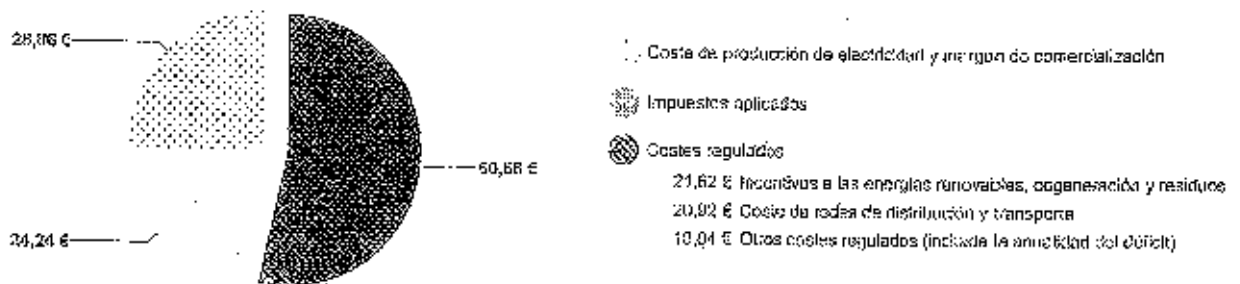 28,86 €
24,24 €
60,58 €
Coste de producción de electricidad y margen de comercialización
Impuestos aplicados
Costes regulados
21,62 € Incentivos a las energías renovables, cogeneración y residuos
20,92 € Coste de redes de distribución y transporte
18,04 € Otros costes regulados (incluida la anualidad del déficit)